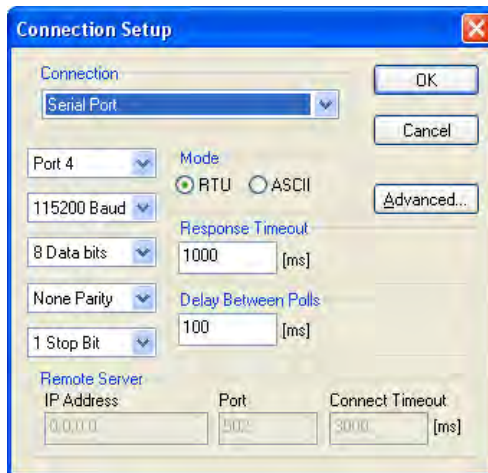 Connection Setup
Connection
Serial Port
OK
Cancel
Advanced...
Port 4
115200 Baud
8 Data bits
None Parity
1 Stop Bit
Mode
RTU ASCII
Response Timeout
1000 [ms]
Delay Between Polls
100 [ms]
Remote Server
IP Address Port Connect Timeout
0.0.0.0 502 3000 [ms]